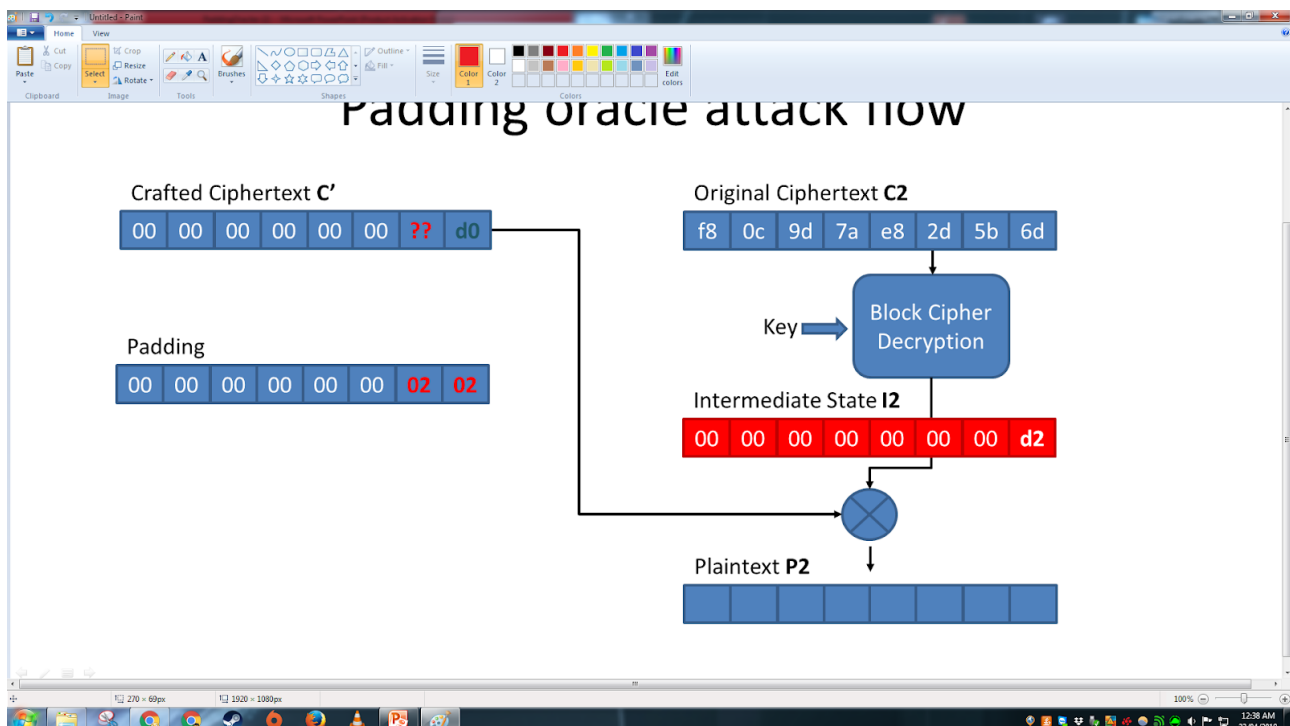 Untitled - Paint
Home View
Paste
Cut
Copy
Clipboard
Select
Crop
Resize
Rotate
Image
A
Tools
Brushes
Outline
Fill
Shapes
Size
Color 1
Color 2
Edit colors
Colors
Padding oracle attack flow
Crafted Ciphertext C’
00 00 00 00 00 00 ?? d0
Padding
00 00 00 00 00 00 02 02
Original Ciphertext C2
f8 0c 9d 7a e8 2d 5b 6d
Key
Block Cipher
Decryption
Intermediate State I2
00 00 00 00 00 00 00 d2
Plaintext P2
270 × 69px
1920 × 1080px
100%
12:38 AM